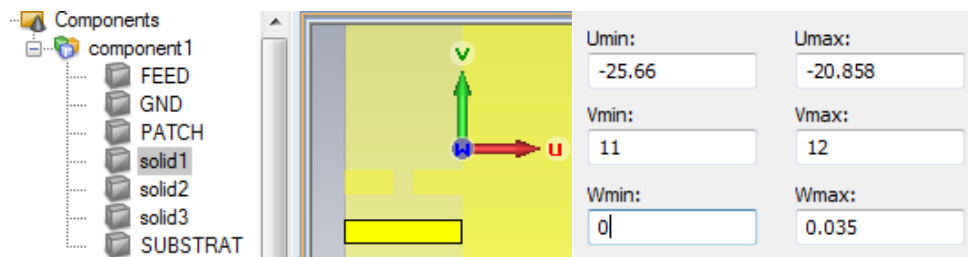 Components
component1
FEED
GND
PATCH
solid1
solid2
solid3
SUBSTRAT
v
w
u
Umin:
Umax:
-25.66
-20.858
Vmin:
Vmax:
11
12
Wmin:
Wmax:
0
0.035